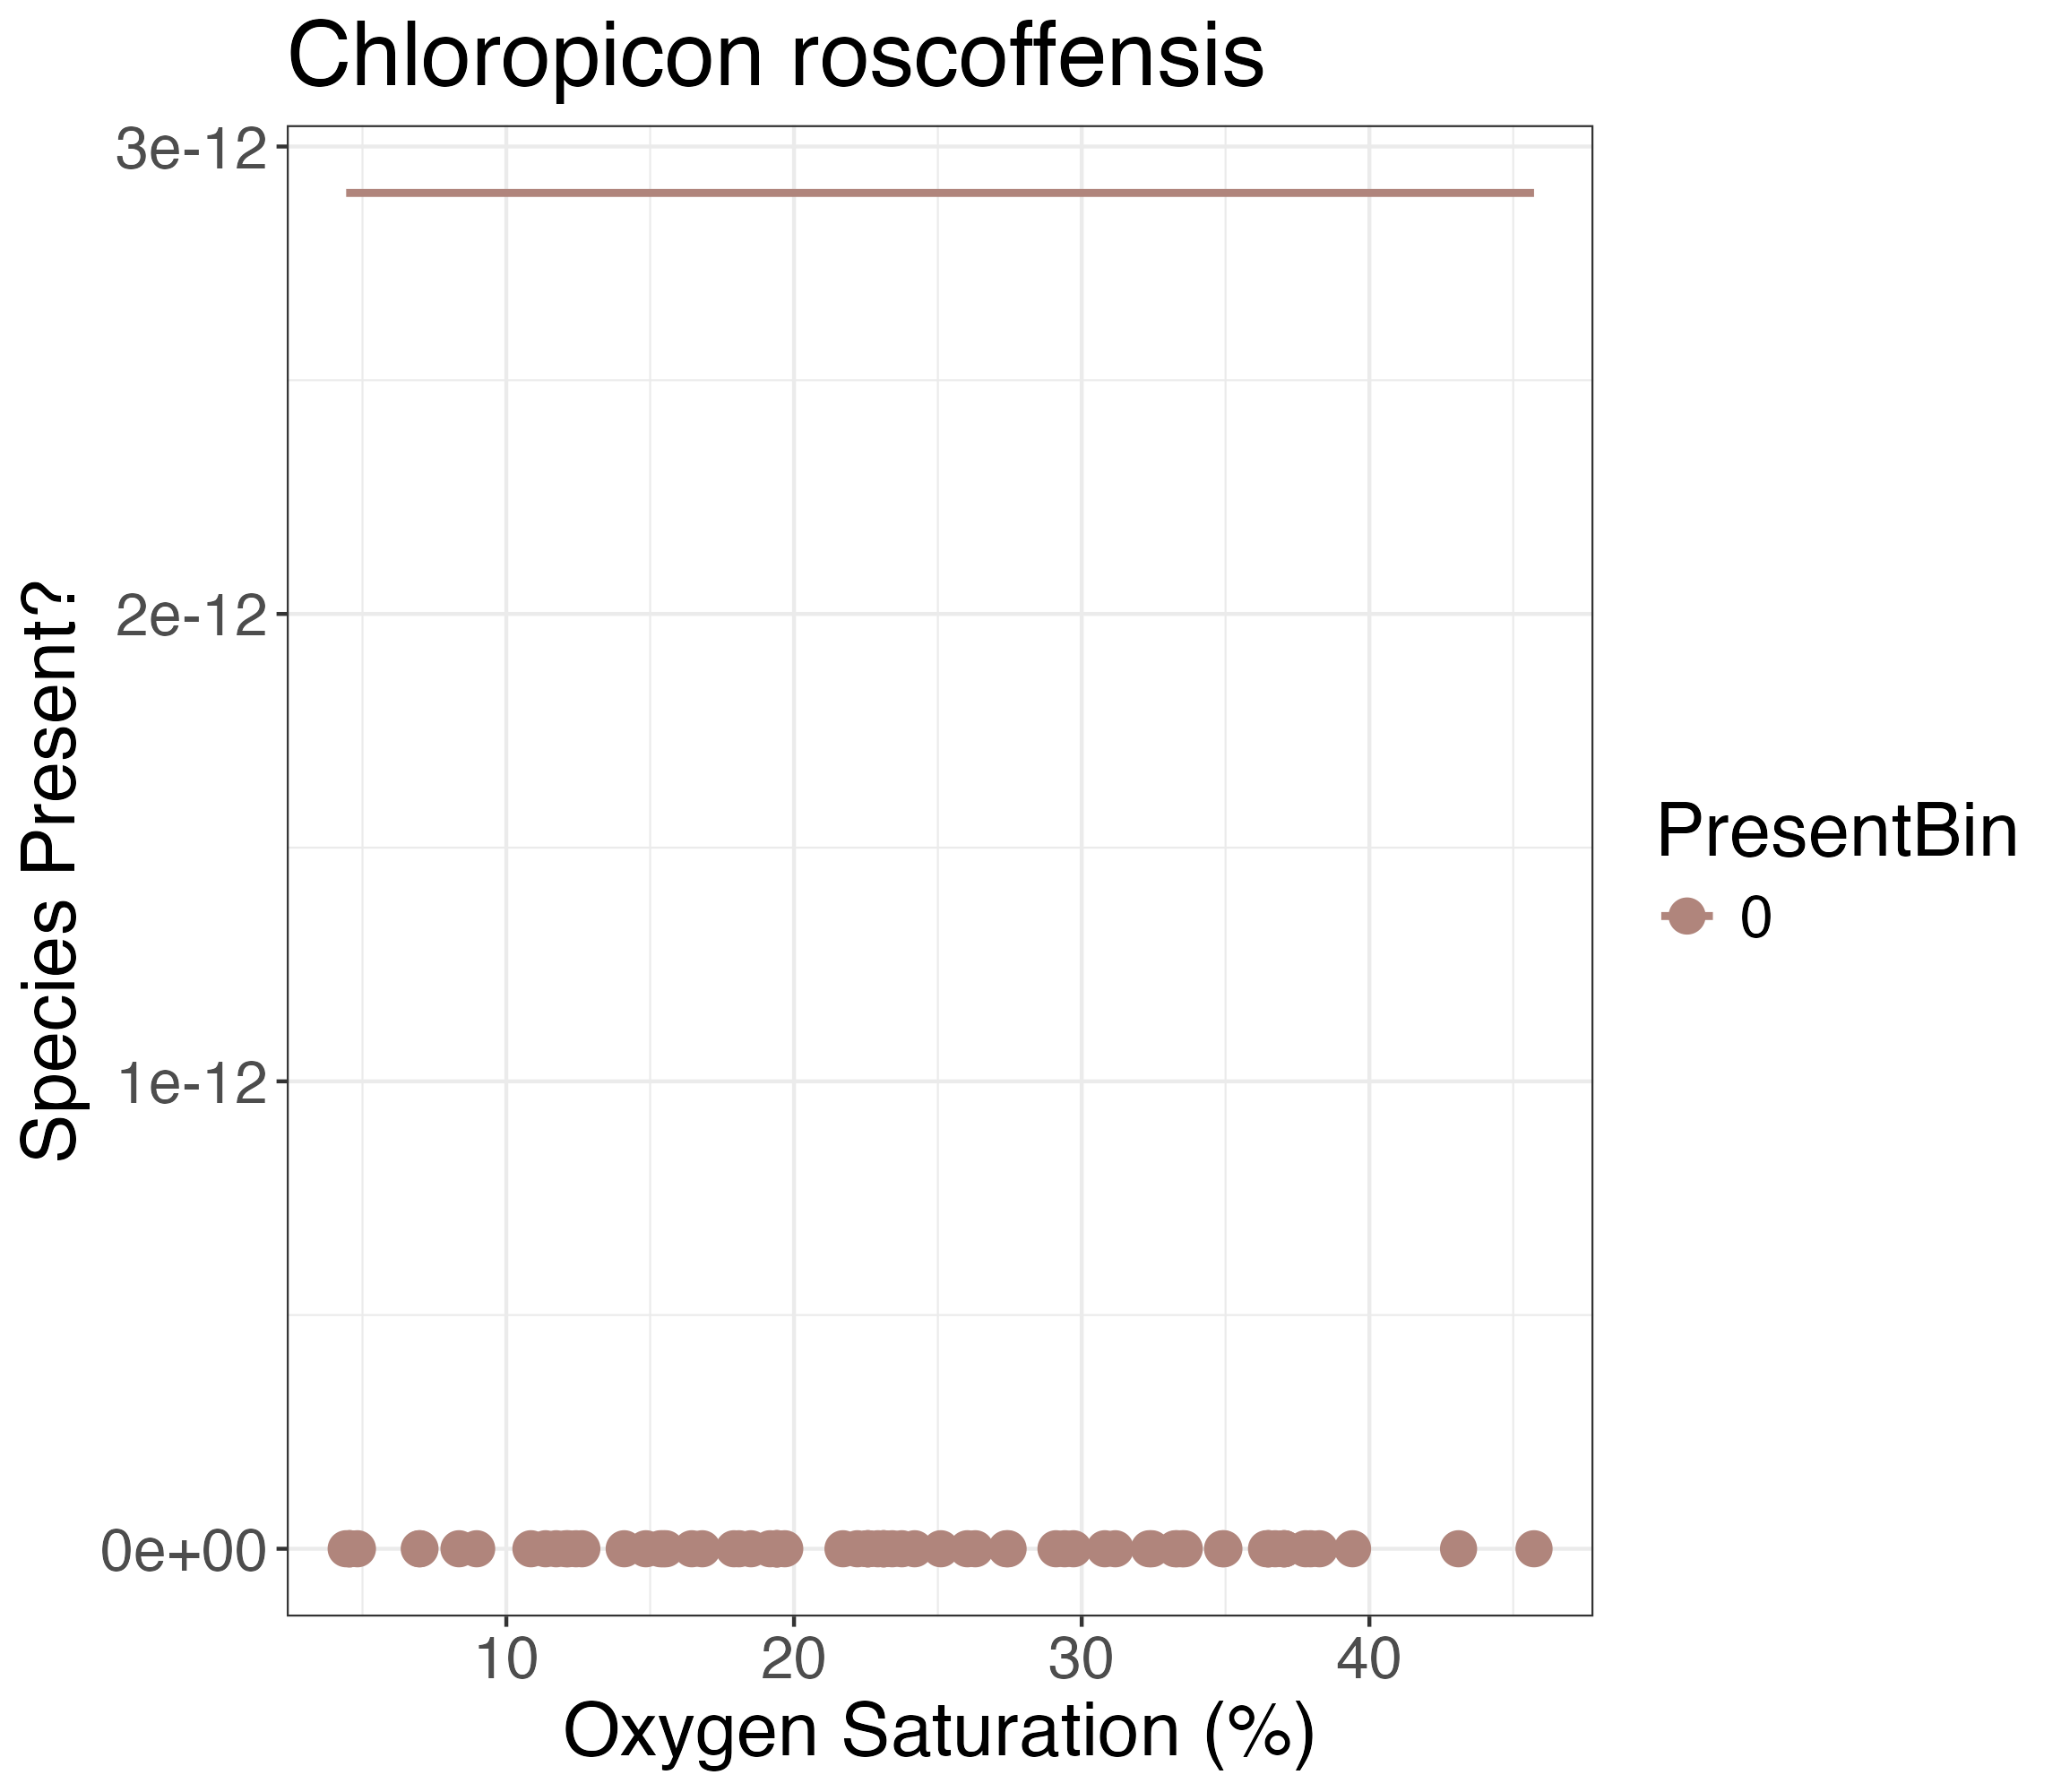 Chloropicon roscoffensis
3e-12
2e-12
1e-12
0e+00
Species Present?
10 20 30 40
Oxygen Saturation (%)
PresentBin
0